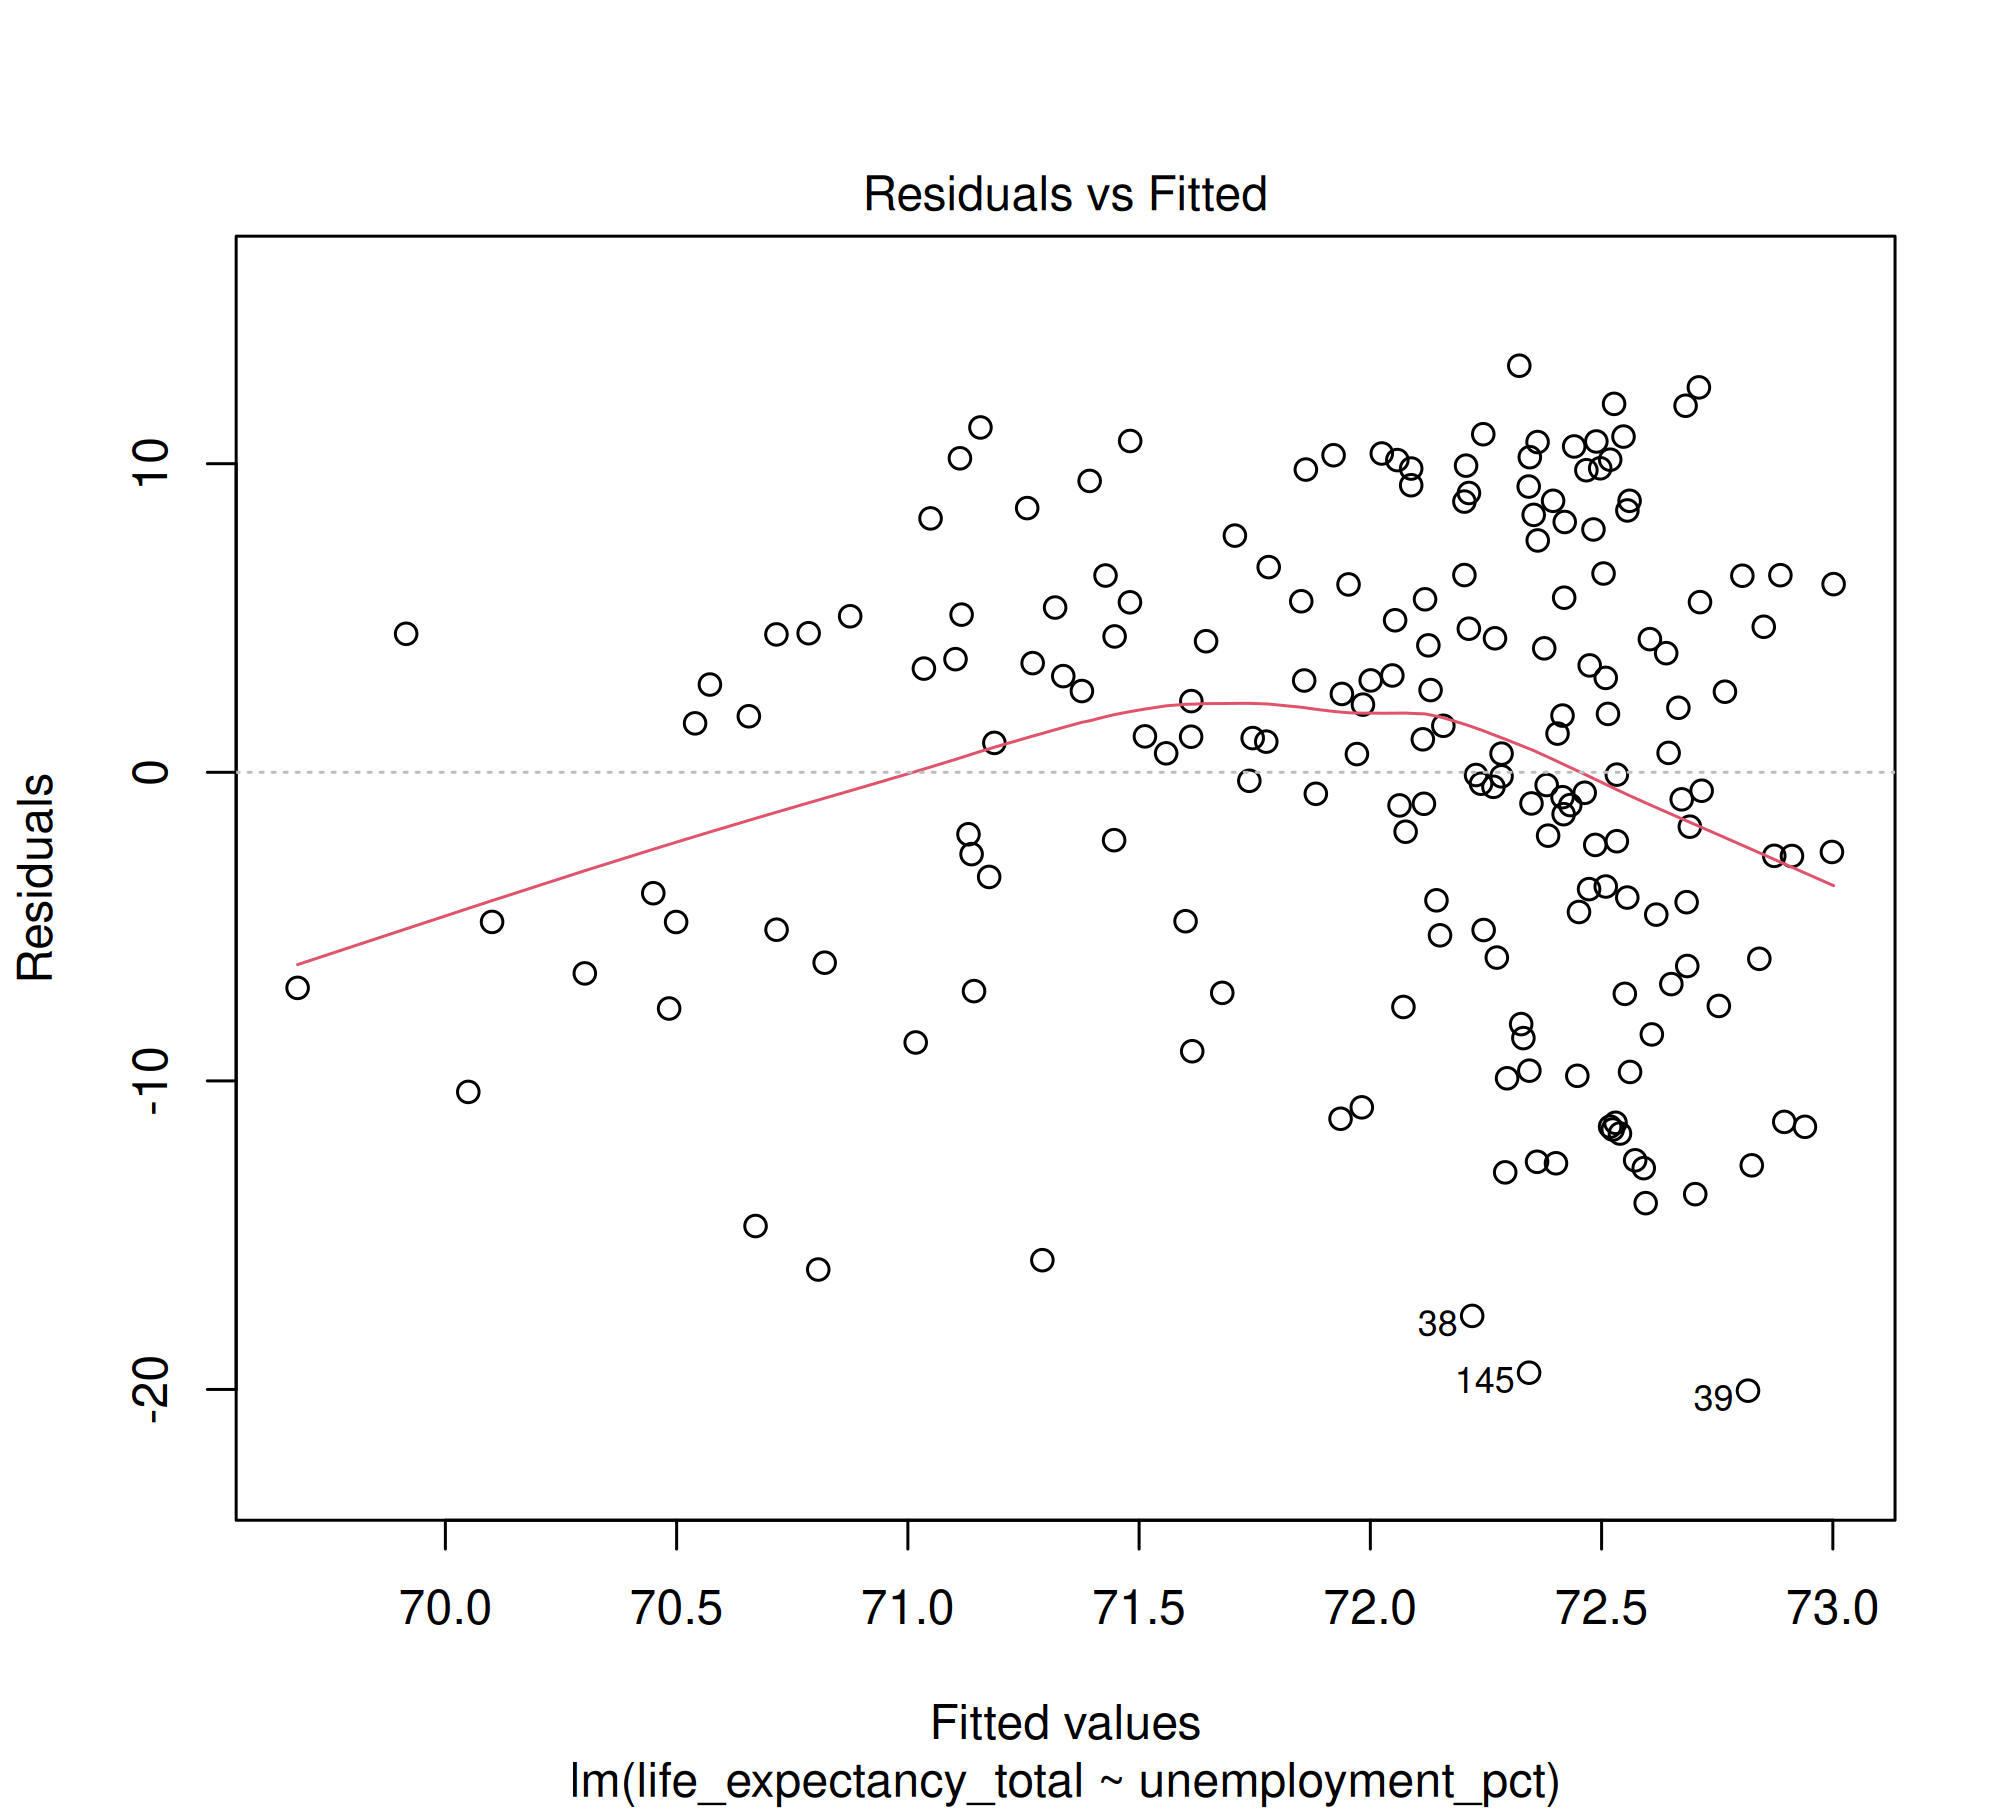 Residuals vs Fitted
Residuals
10
0
-10
-20
38
145
39
70.0 70.5 71.0 71.5 72.0 72.5 73.0
Fitted values
lm(life_expectancy_total ~ unemployment_pct)